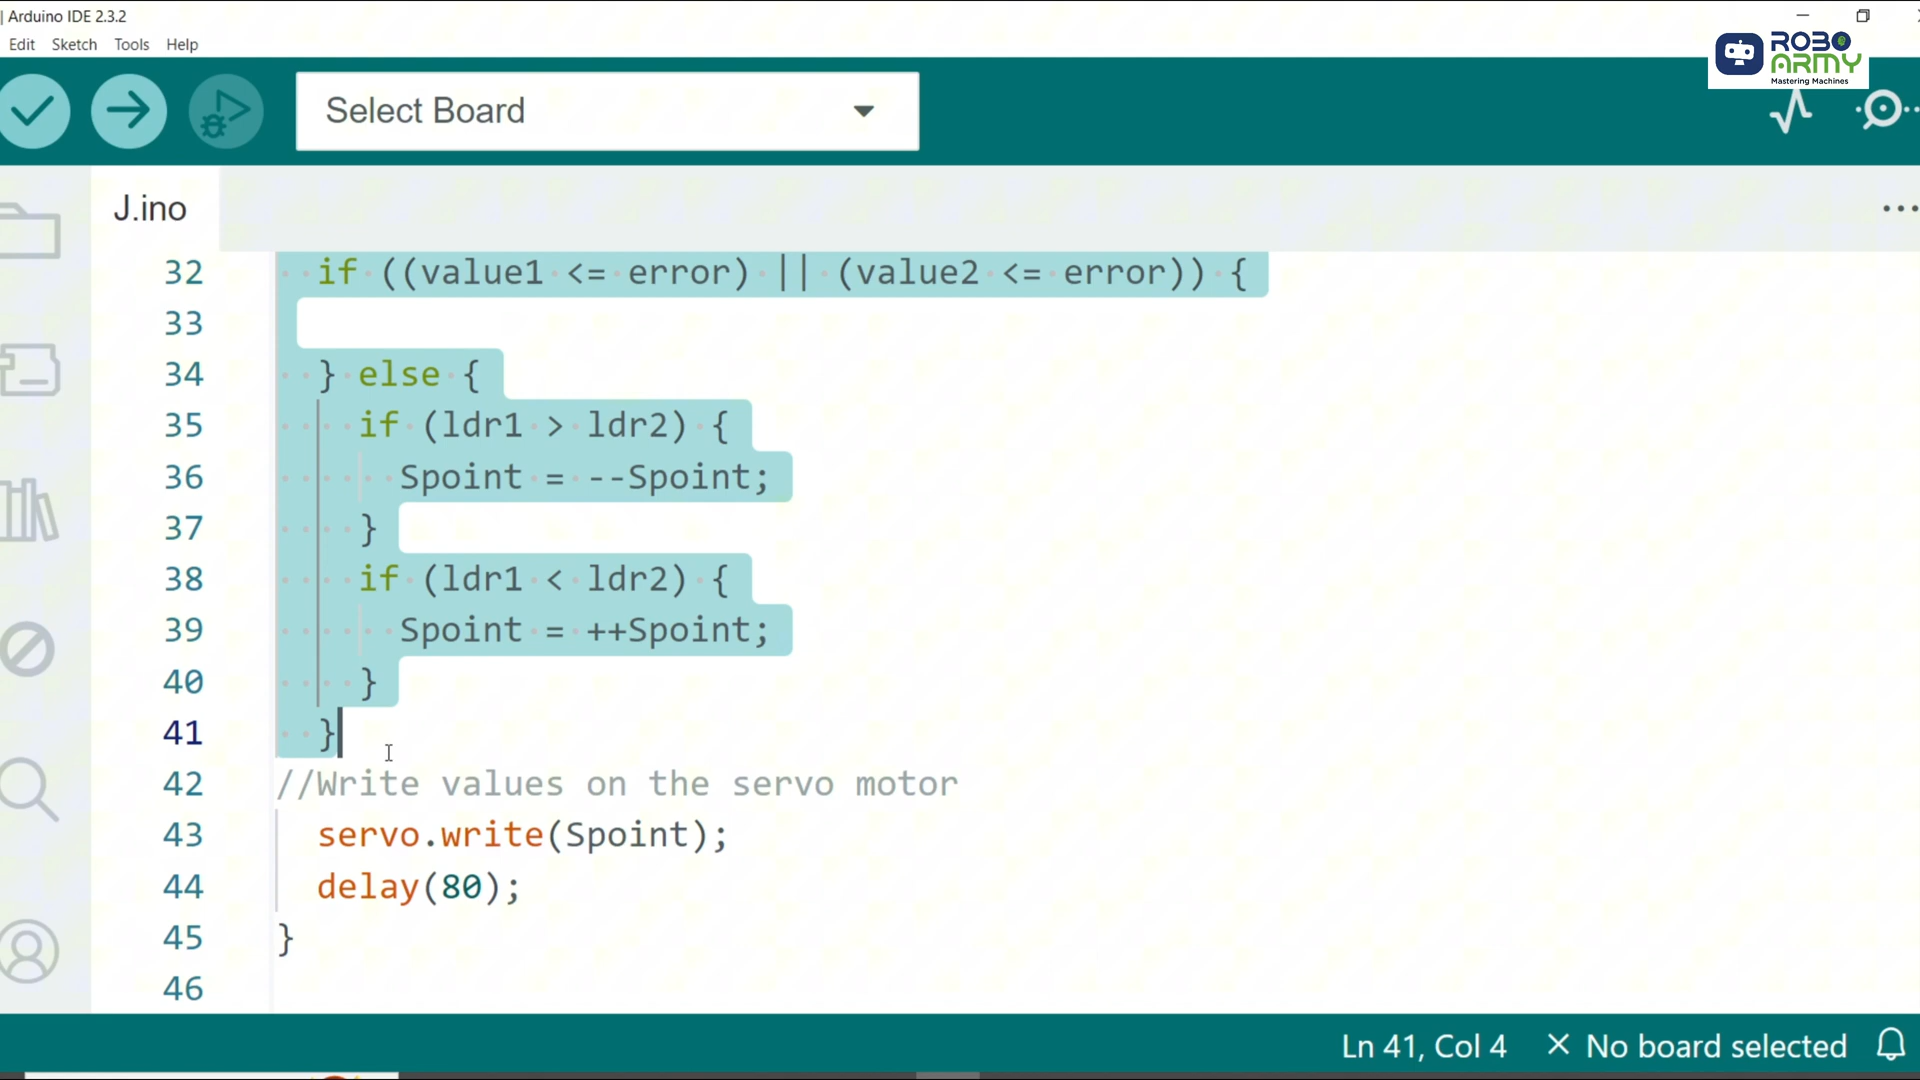 Arduino IDE 2.3.2
Edit Sketch Tools Help
ROBO
ARMY
Mastering Machines
Select Board
J.ino
32 if ((value1 <= error) || (value2 <= error)) {
33
34 } else {
35 if (ldr1 > ldr2) {
36 Spoint = --Spoint;
37 }
38 if (ldr1 < ldr2) {
39 Spoint = ++Spoint;
40 }
41 }
42 //Write values on the servo motor
43 servo.write(Spoint);
44 delay(80);
45 }
46
Ln 41, Col 4 No board selected